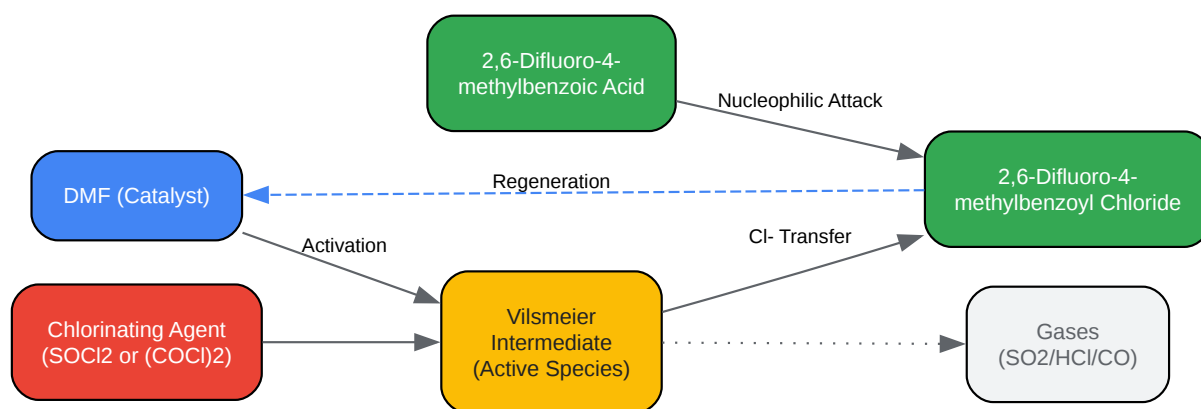 2,6-Difluoro-4-
methylbenzoic Acid
Nucleophilic Attack
2,6-Difluoro-4-
methylbenzoyl Chloride
Regeneration
DMF (Catalyst)
Activation
Cl- Transfer
Chlorinating Agent
(SOCl2 or (COCl)2)
Vilsmeier
Intermediate
(Active Species)
Gases
(SO2/HCl/CO)